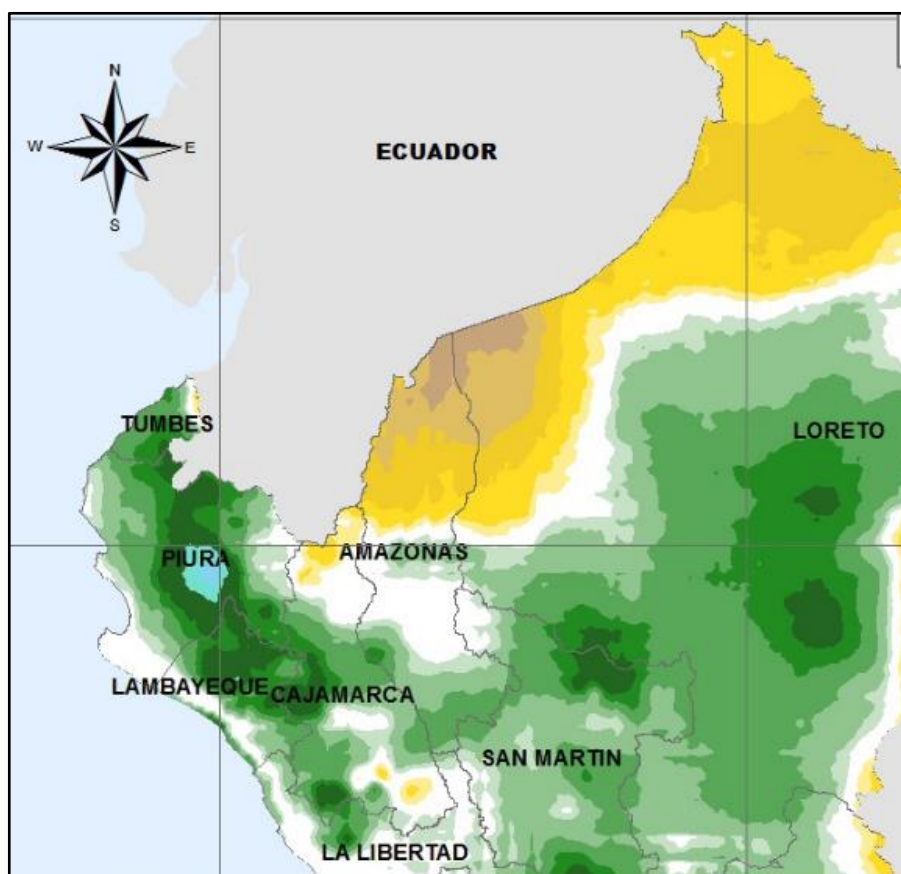 N
W E
S
ECUADOR
TUMBES
LORETO
PIURA
AMAZONAS
LAMBAYEQUE
CAJAMARCA
SAN MARTIN
LA LIBERTAD